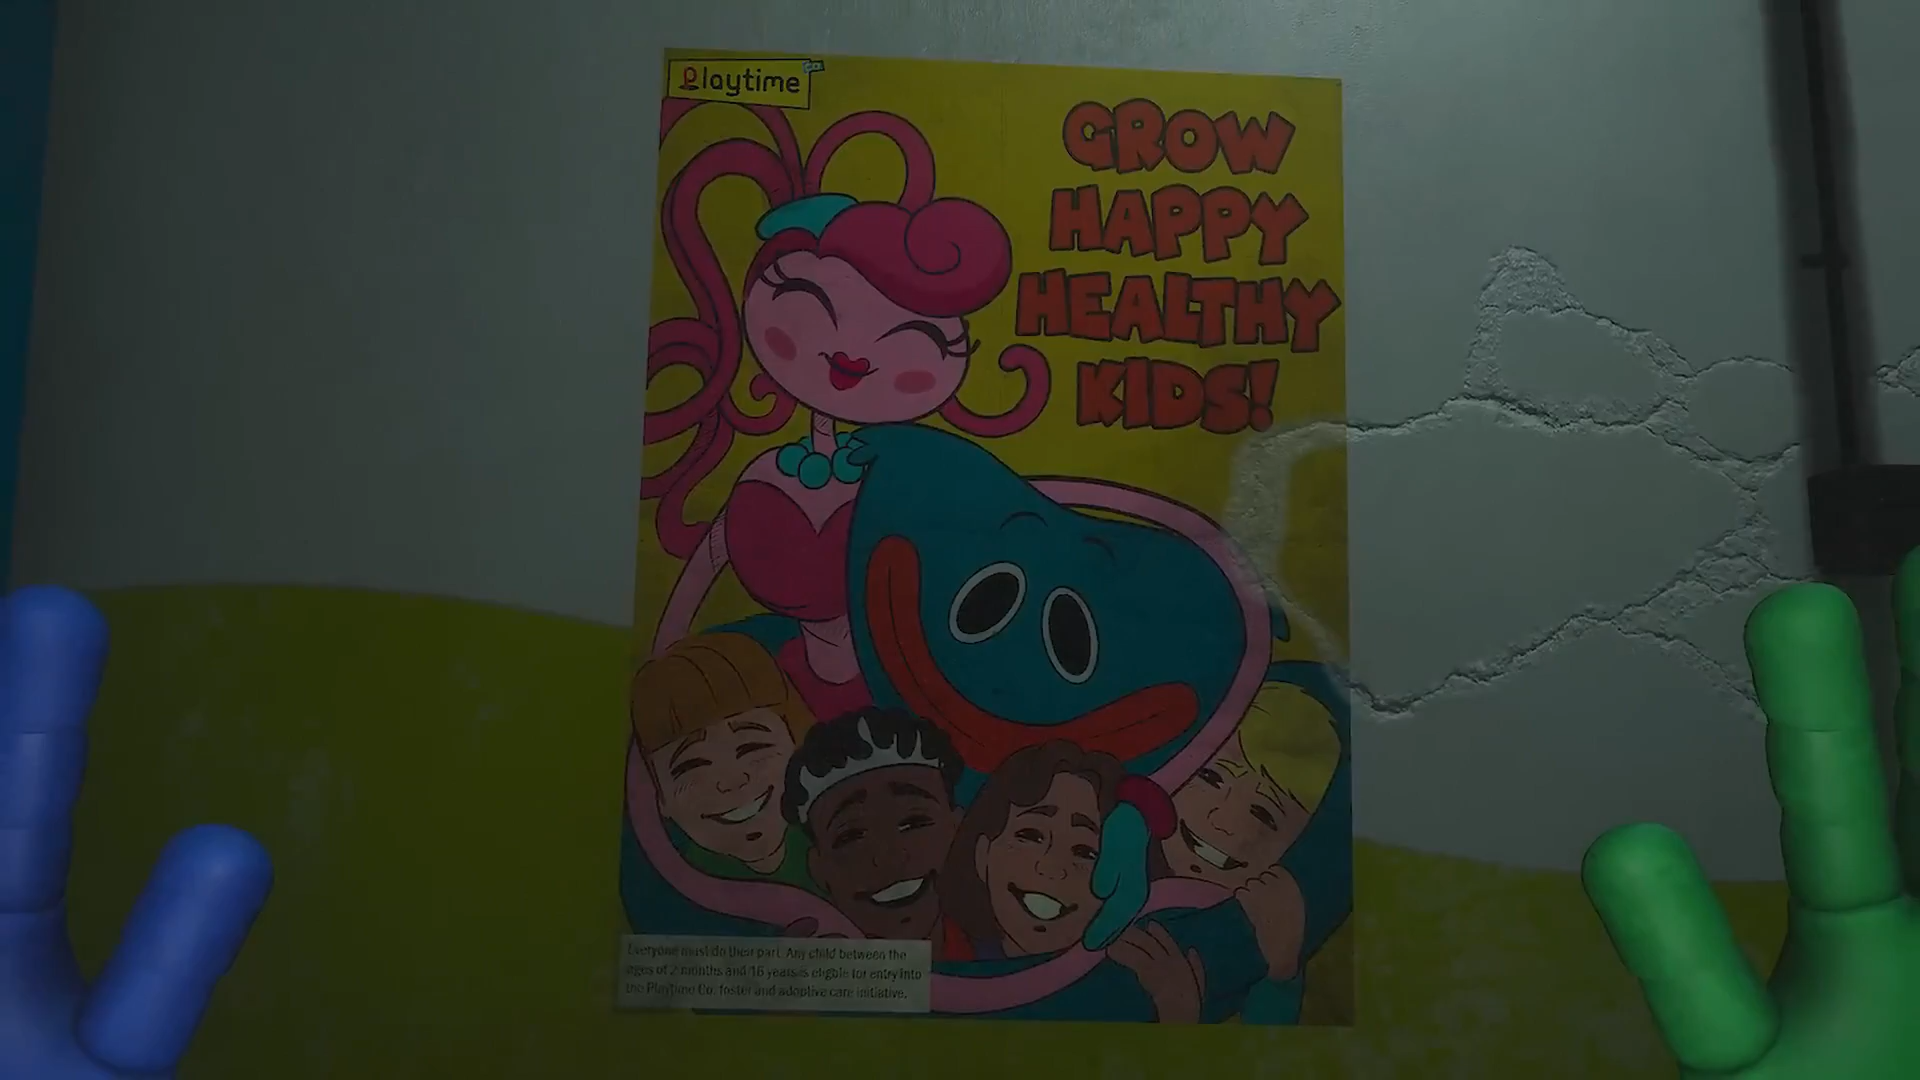 Playtime
CO.
GROW
HAPPY
HEALTHY
KIDS!
Everyone must do their part. Any child between the
ages of 2 months and 16 years is eligible for entry into
the Playtime Co. foster and adoptive care initiative.